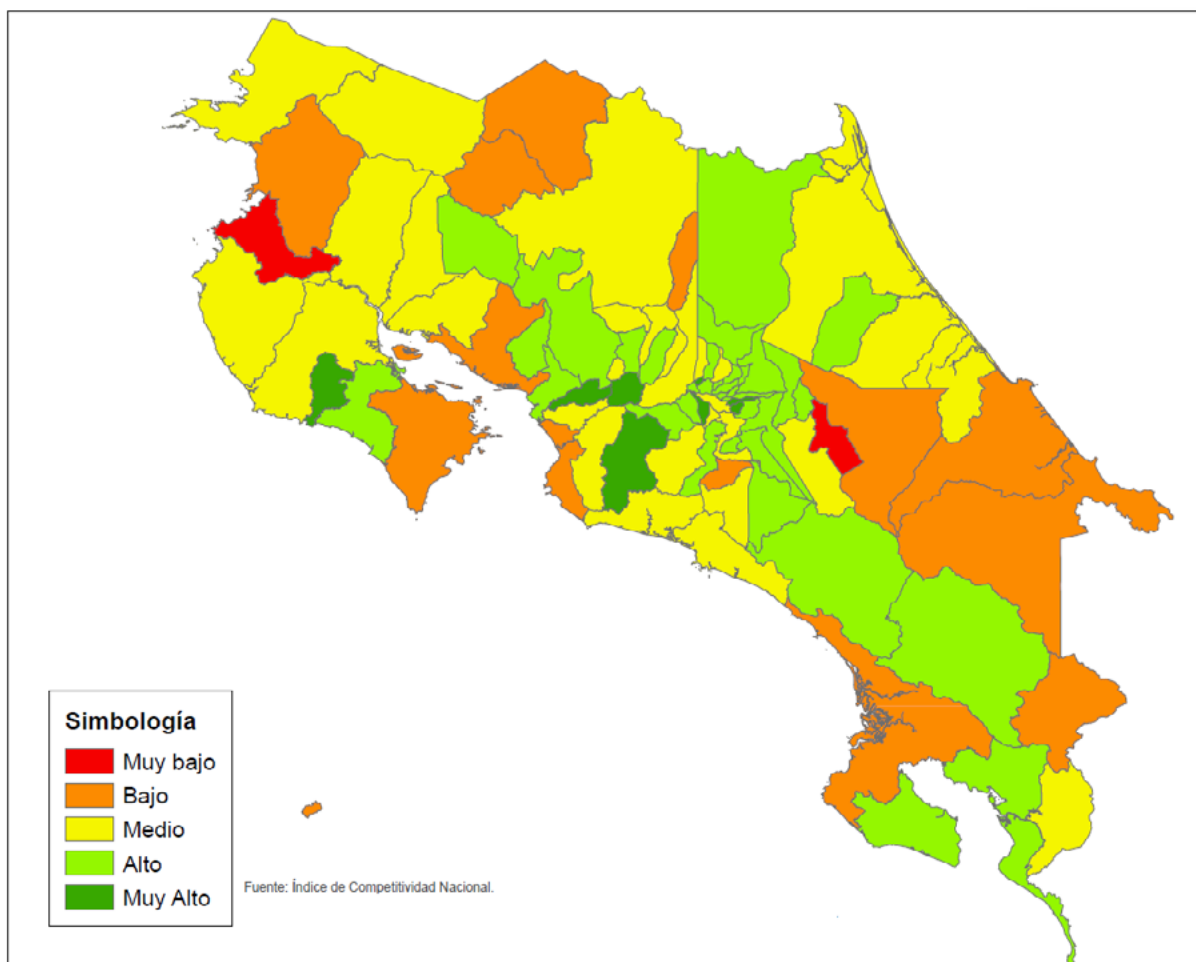 Simbología
Muy bajo
Bajo
Medio
Alto
Muy Alto
Fuente: Índice de Competitividad Nacional.